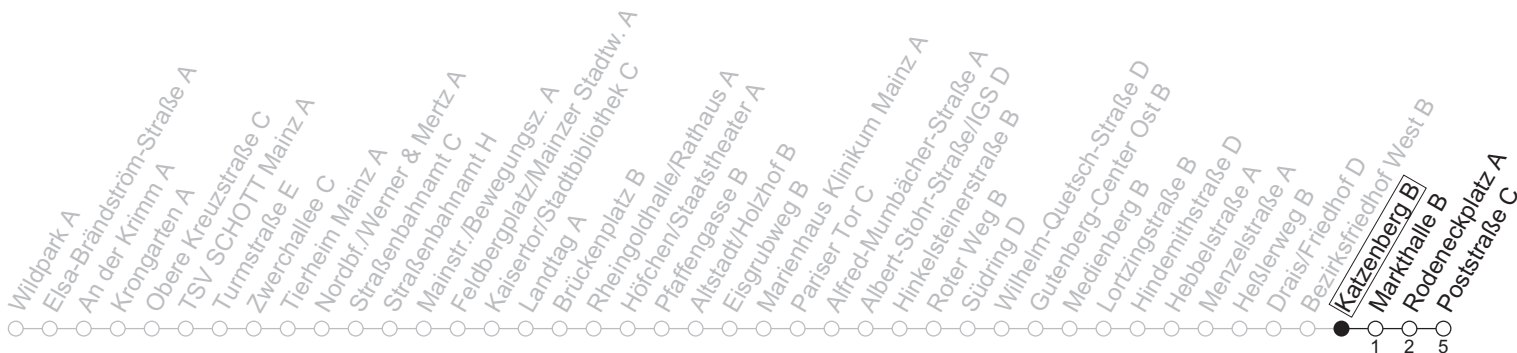 Wildpark A
Elsa-Brändström-Straße A
An der Krimm A
Krongarten A
Obere Kreuzstraße C
TSV SCHOTT Mainz A
Turmstraße E
Zwerchallee C
Tierheim Mainz A
Nordbf./Werner & Mertz A
Straßenbahnamt C
Straßenbahnamt H
Mainstr./Bewegungsz. A
Feldbergplatz/Mainzer Stadtw. A
Kaisertor/Stadtbibliothek C
Landtag A
Brückenplatz B
Rheingoldhalle/Rathaus A
Höfchen/Staatstheater A
Pfaffengasse B
Altstadt/Holzhof B
Eisgrubweg B
Marienhaus Klinikum Mainz A
Pariser Tor C
Alfred-Mumbächer-Straße A
Albert-Stohr-Straße/IGS D
Hinkelsteinerstraße B
Roter Weg B
Südring D
Wilhelm-Quetsch-Straße D
Gutenberg-Center Ost B
Medienberg B
Lortzingstraße B
Hindemithstraße D
Hebbelstraße A
Menzelstraße A
Heßlerweg B
Drais/Friedhof D
Bezirksfriedhof West B
Katzenberg B
Markthalle B
Rodeneckplatz A
Poststraße C
1 2 5